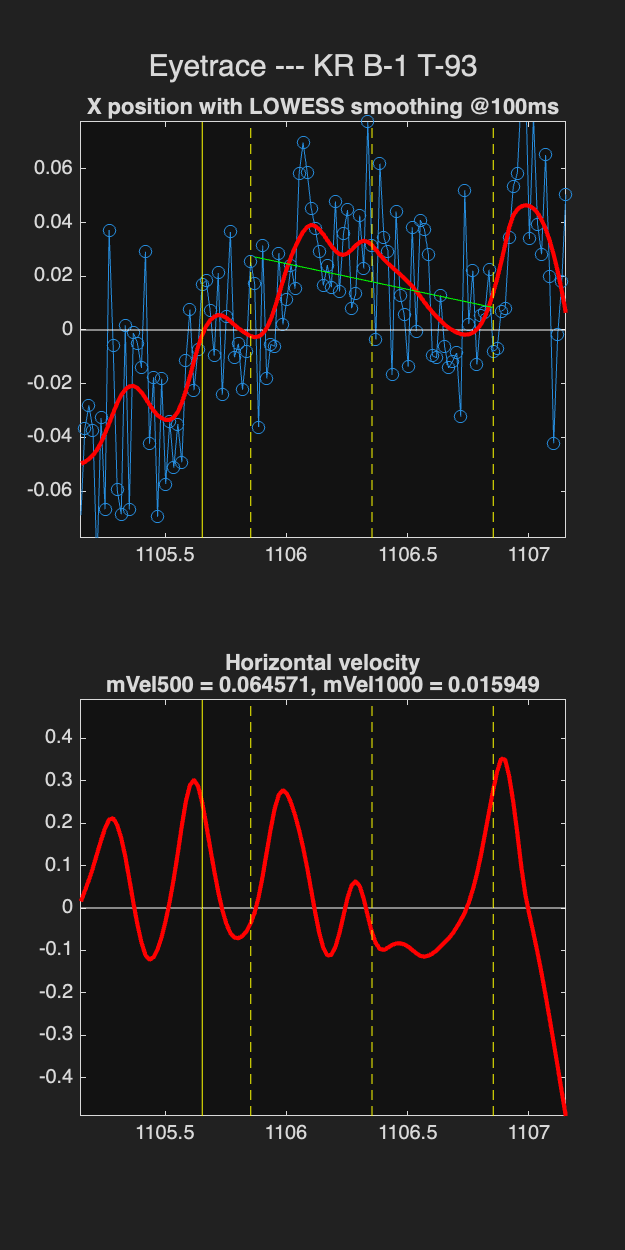 Eyetrace --- KR B-1 T-93
X position with LOWESS smoothing @100ms
0.06
0.04
0.02
0
-0.02
-0.04
-0.06
1105.5 1106 1106.5 1107
Horizontal velocity
mVel500 = 0.064571, mVel1000 = 0.015949
0.4
0.3
0.2
0.1
0
-0.1
-0.2
-0.3
-0.4
1105.5 1106 1106.5 1107